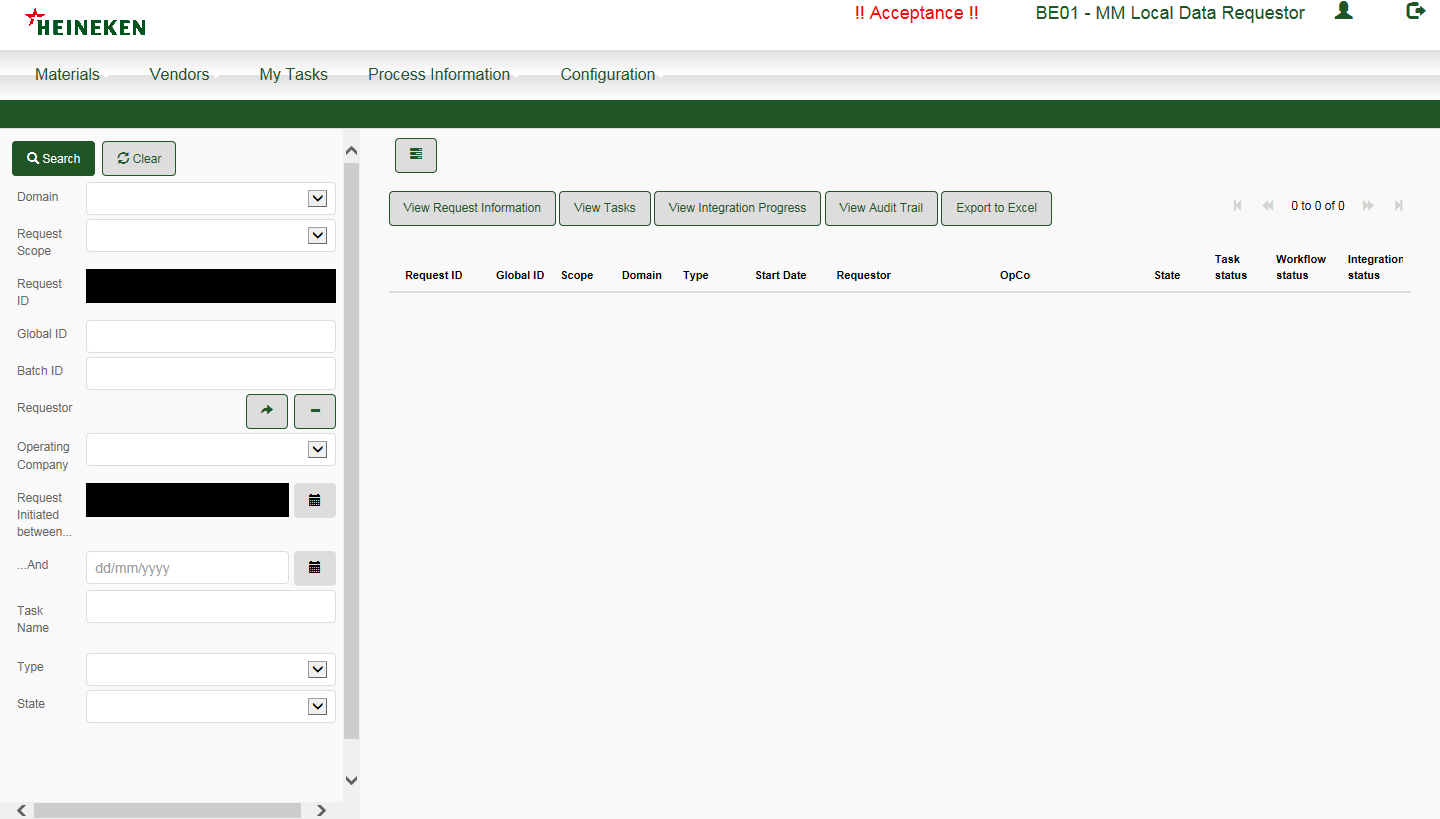 HEINEKEN
!! Acceptance !!
BE01 - MM Local Data Requestor
Materials
Vendors
My Tasks
Process Information
Configuration
Search
Clear
Domain
Request
Scope
Request
ID
Global ID
Batch ID
Requestor
Operating
Company
Request
Initiated
between...
...And
dd/mm/yyyy
Task
Name
Type
State
View Request Information
View Tasks
View Integration Progress
View Audit Trail
Export to Excel
0 to 0 of 0
Request ID
Global ID
Scope
Domain
Type
Start Date
Requestor
OpCo
State
Task
status
Workflow
status
Integration
status